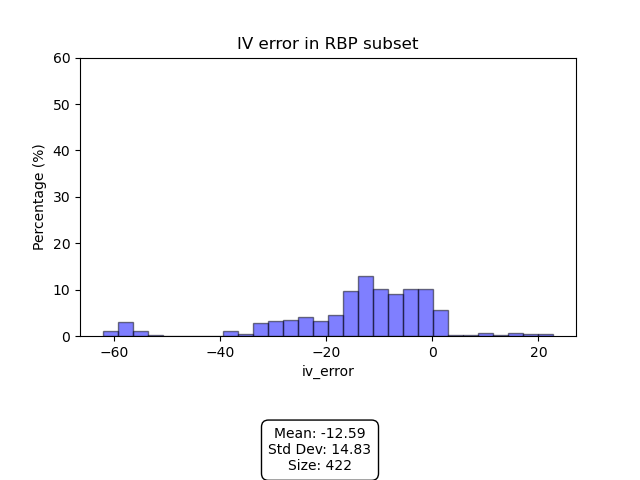 IV error in RBP subset
Percentage (%)
60
50
40
30
20
10
0
−60
−40
−20
0
20
iv_error
Mean: -12.59
Std Dev: 14.83
Size: 422